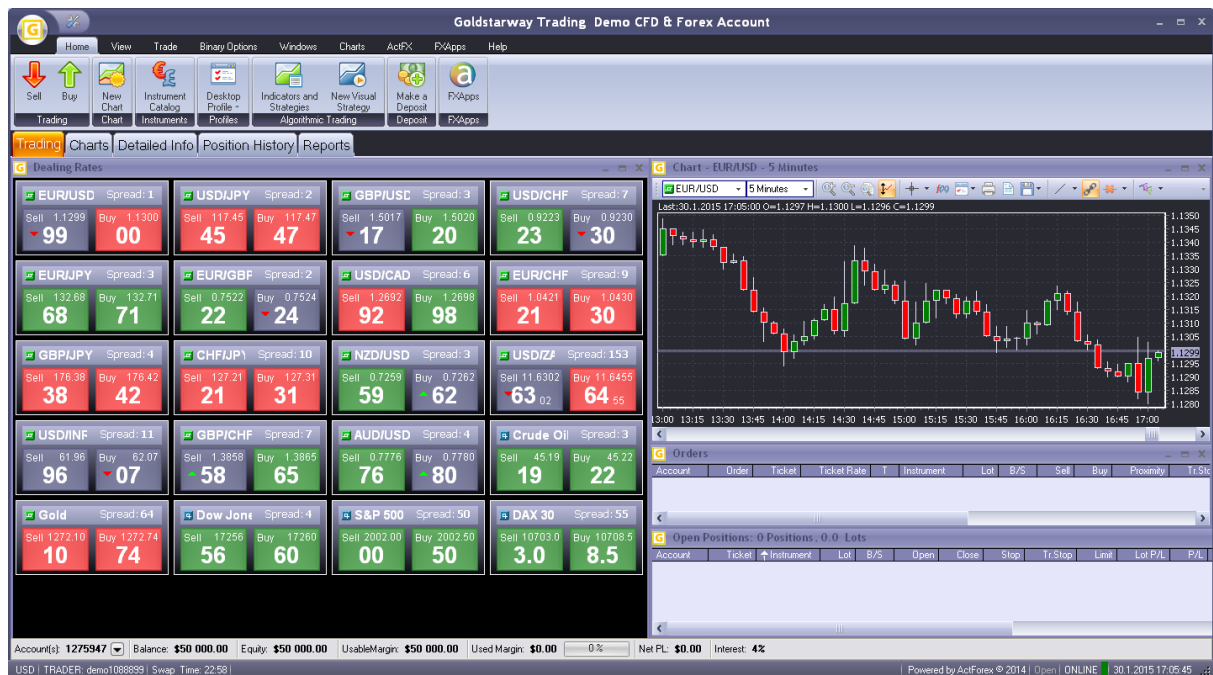 Goldstarway Trading Demo CFD & Forex Account
Home View Trade Binary Options Windows Charts ActFX FXApps Help
Sell Buy New Chart Instrument Catalog Desktop Profile Indicators and Strategies New Visual Strategy Make a Deposit FXApps
Trading Chart Instruments Profiles Algorithmic Trading Deposit FXApps
Trading Charts Detailed Info Position History Reports
Dealing Rates
EUR/USD Spread: 1 USD/JPY Spread: 2 GBP/USD Spread: 3 USD/CHF Spread: 7
Sell 1.1299 Buy 1.1300 Sell 117.45 Buy 117.47 Sell 1.5017 Buy 1.5020 Sell 0.9223 Buy 0.9230
99 00 45 47 17 20 23 30
EUR/JPY Spread: 3 EUR/GBP Spread: 2 USD/CAD Spread: 6 EUR/CHF Spread: 9
Sell 132.68 Buy 132.71 Sell 0.7522 Buy 0.7524 Sell 1.2692 Buy 1.2698 Sell 1.0421 Buy 1.0430
68 71 22 24 92 98 21 30
GBP/JPY Spread: 4 CHF/JPY Spread: 10 NZD/USD Spread: 3 USD/ZA Spread: 153
Sell 176.38 Buy 176.42 Sell 127.21 Buy 127.31 Sell 0.7259 Buy 0.7262 Sell 11.6302 Buy 11.6455
38 42 21 31 59 62 63 02 64 55
USD/INR Spread: 11 GBP/CHF Spread: 7 AUD/USD Spread: 4 Crude Oil Spread: 3
Sell 61.96 Buy 62.07 Sell 1.3858 Buy 1.3865 Sell 0.7776 Buy 0.7780 Sell 45.19 Buy 45.22
96 07 58 65 76 80 19 22
Gold Spread: 64 Dow Jone Spread: 4 S&P 500 Spread: 50 DAX 30 Spread: 55
Sell 1272.10 Buy 1272.74 Sell 17256 Buy 17260 Sell 2002.00 Buy 2002.50 Sell 10703.0 Buy 10708.5
10 74 56 60 00 50 3.0 8.5
Chart - EUR/USD - 5 Minutes
EUR/USD 5 Minutes
Last:30.1.2015 17:05:00 O=1.1297 H=1.1300 L=1.1296 C=1.1299
1.1350
1.1345
1.1340
1.1335
1.1330
1.1325
1.1320
1.1315
1.1310
1.1305
1.1299
1.1295
1.1290
1.1285
1.1280
13:00 13:15 13:30 13:45 14:00 14:15 14:30 14:45 15:00 15:15 15:30 15:45 16:00 16:15 16:30 16:45 17:00
Orders
Account Order Ticket Ticket Rate T Instrument Lot B/S Sell Buy Proximity Tr.Sto
Open Positions: 0 Positions, 0.0 Lots
Account Ticket Instrument Lot B/S Open Close Stop Tr.Stop Limit Lot P/L P/L
Account(s): 1275947 Balance: $50 000.00 Equity: $50 000.00 UsableMargin: $50 000.00 Used Margin: $0.00 0% Net PL: $0.00 Interest: 4%
USD | TRADER: demo1088899 | Swap Time: 22:58 | | Powered by ActForex © 2014 | Open | ONLINE 30.1.2015 17:05:45